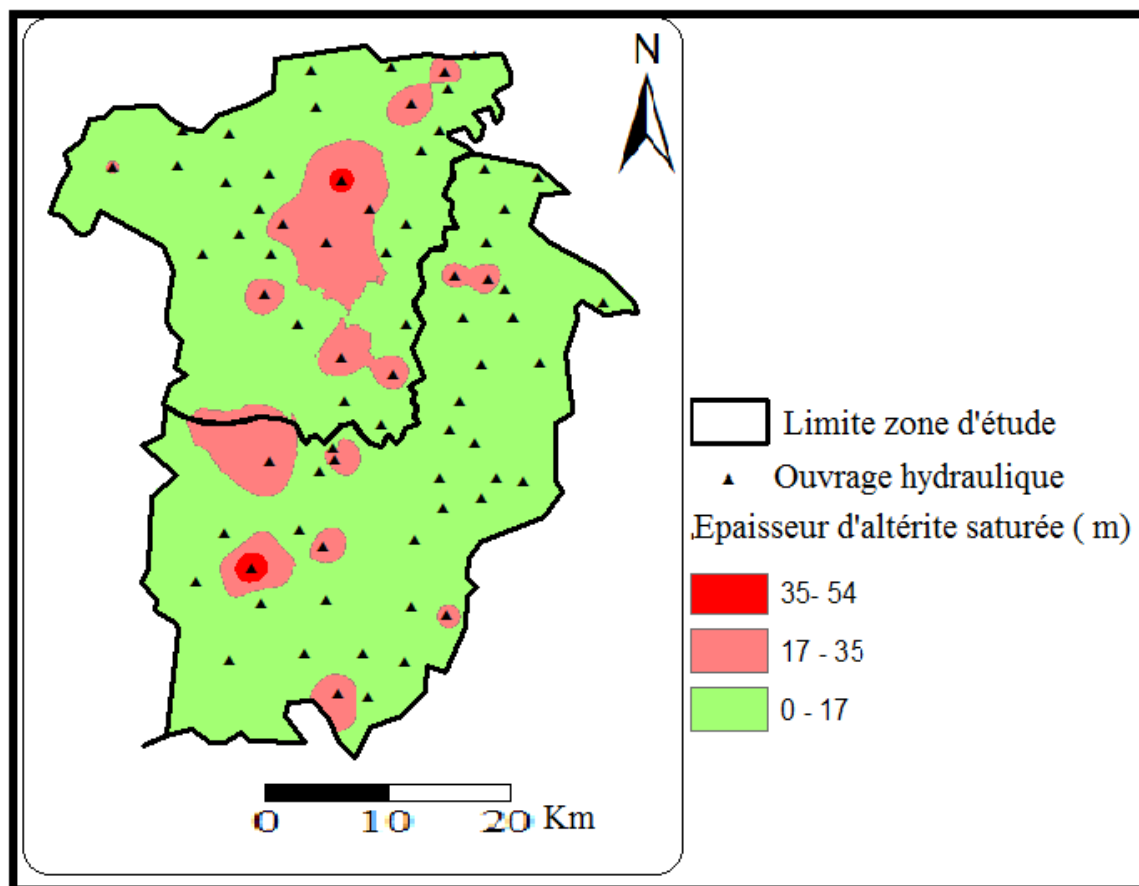 N
Limite zone d'étude
Ouvrage hydraulique
Epaisseur d'altérite saturée ( m)
35- 54
17 - 35
0 - 17
0 10 20 Km